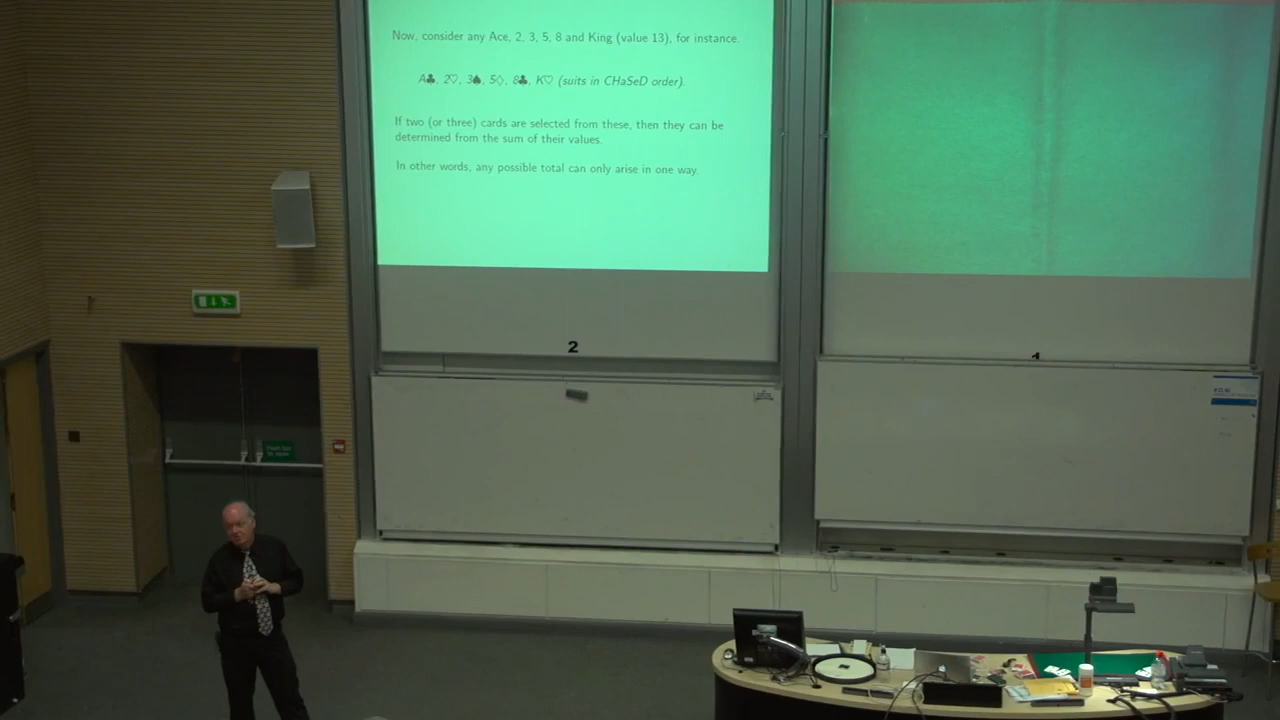 Now, consider any Ace, 2, 3, 5, 8 and King (value 13), for instance.
A♣, 2♡, 3♠, 5♢, 8♣, K♡ (suits in CHaSeD order).
If two (or three) cards are selected from these, then they can be
determined from the sum of their values.
In other words, any possible total can only arise in one way.
2
1